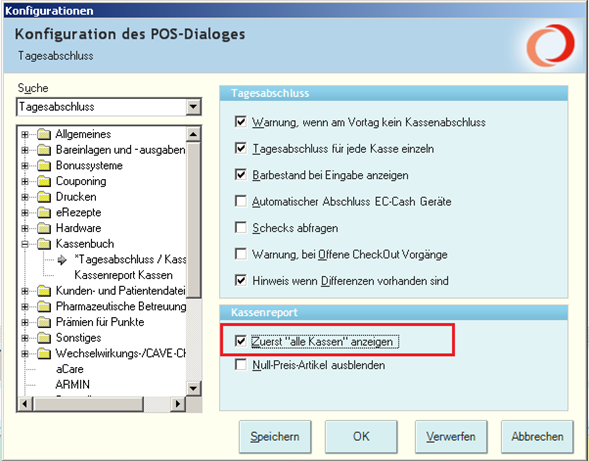 Konfigurationen
Konfiguration des POS-Dialoges
Tagesabschluss
Suche
Tagesabschluss
Allgemeines
Bareinlagen und -ausgaben
Bonussysteme
Couponing
Drucken
eRezepte
Hardware
Kassenbuch
*Tagesabschluss / Kass
Kassenreport Kassen
Kunden- und Patientendatei
Pharmazeutische Betreuung
Prämien für Punkte
Sonstiges
Wechselwirkungs-/CAVE-Ch
aCare
ARMIN
Tagesabschluss
Warnung, wenn am Vortag kein Kassenabschluss
Tagesabschluss für jede Kasse einzeln
Barbestand bei Eingabe anzeigen
Automatischer Abschluss EC-Cash Geräte
Schecks abfragen
Warnung, bei Offene CheckOut Vorgänge
Hinweis wenn Differenzen vorhanden sind
Kassenreport
Zuerst "alle Kassen" anzeigen
Null-Preis-Artikel ausblenden
Speichern
OK
Verwerfen
Abbrechen